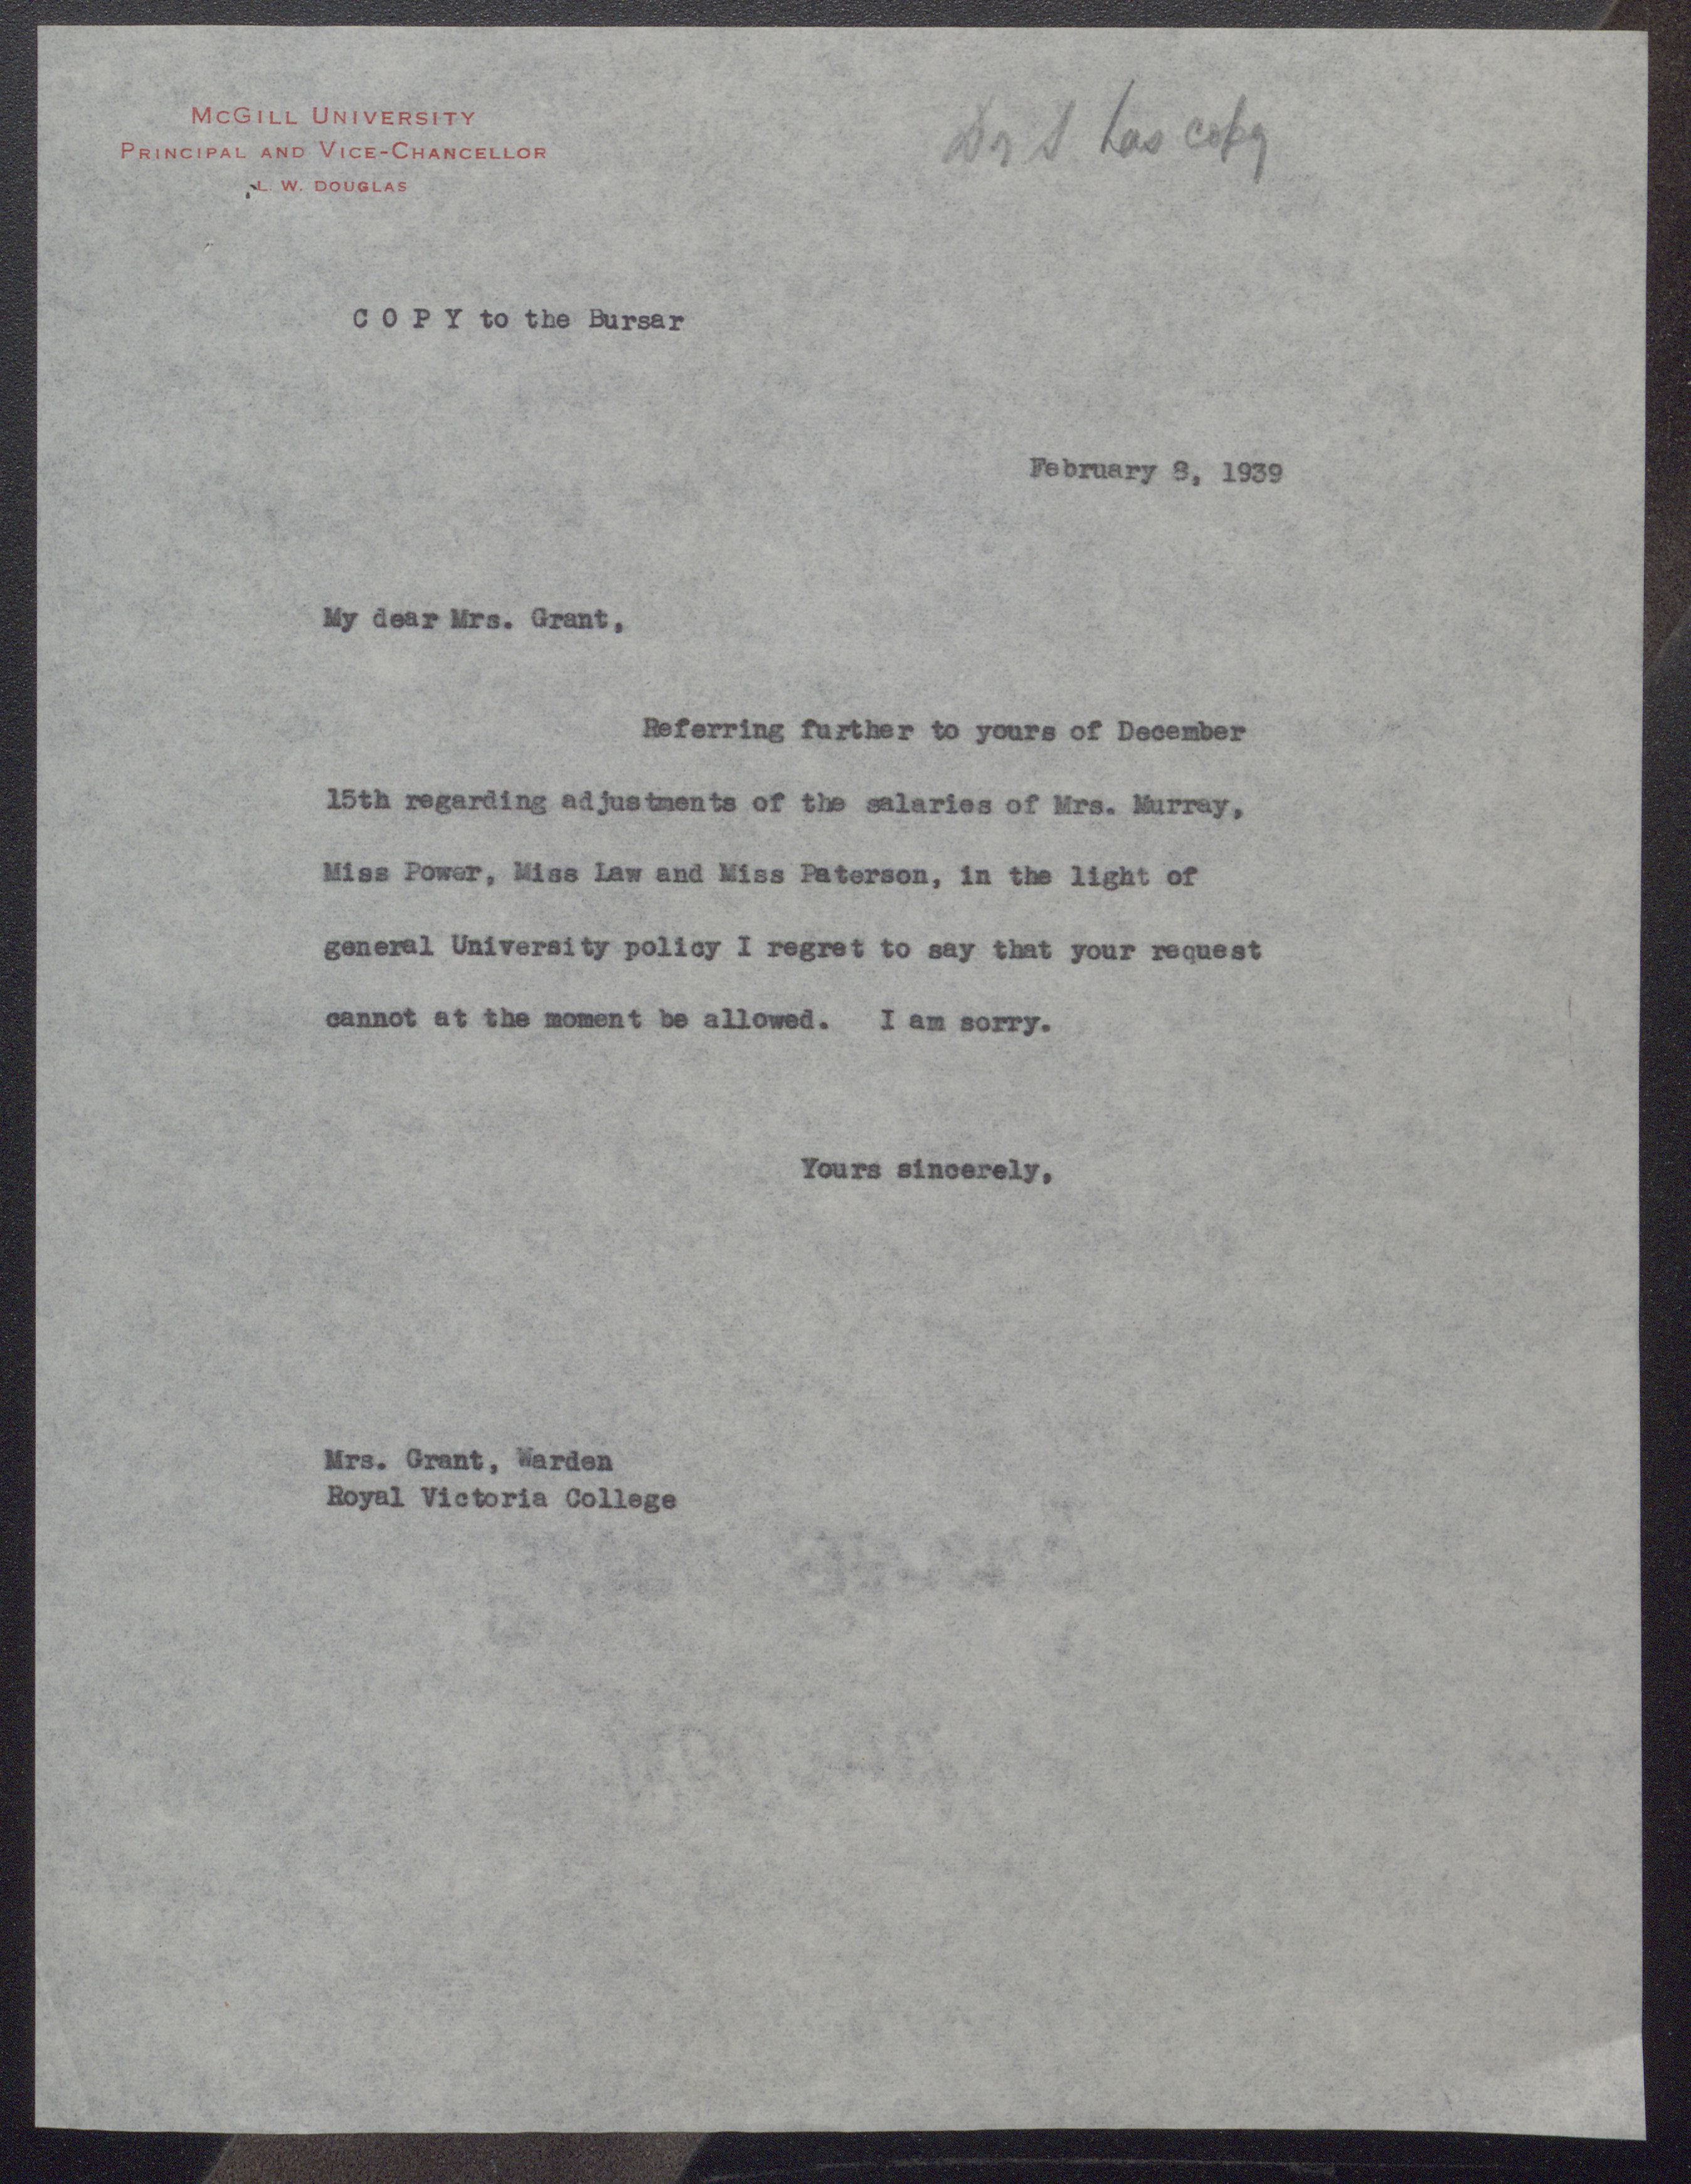 McGill University
Principal and Vice-Chancellor
L. W. Douglas
Dr S has copy
C O P Y to the Bursar
February 8, 1939
My dear Mrs. Grant,
Referring further to yours of December
15th regarding adjustments of the salaries of Mrs. Murray,
Miss Power, Miss Law and Miss Paterson, in the light of
general University policy I regret to say that your request
cannot at the moment be allowed. I am sorry.
Yours sincerely,
Mrs. Grant, Warden
Royal Victoria College